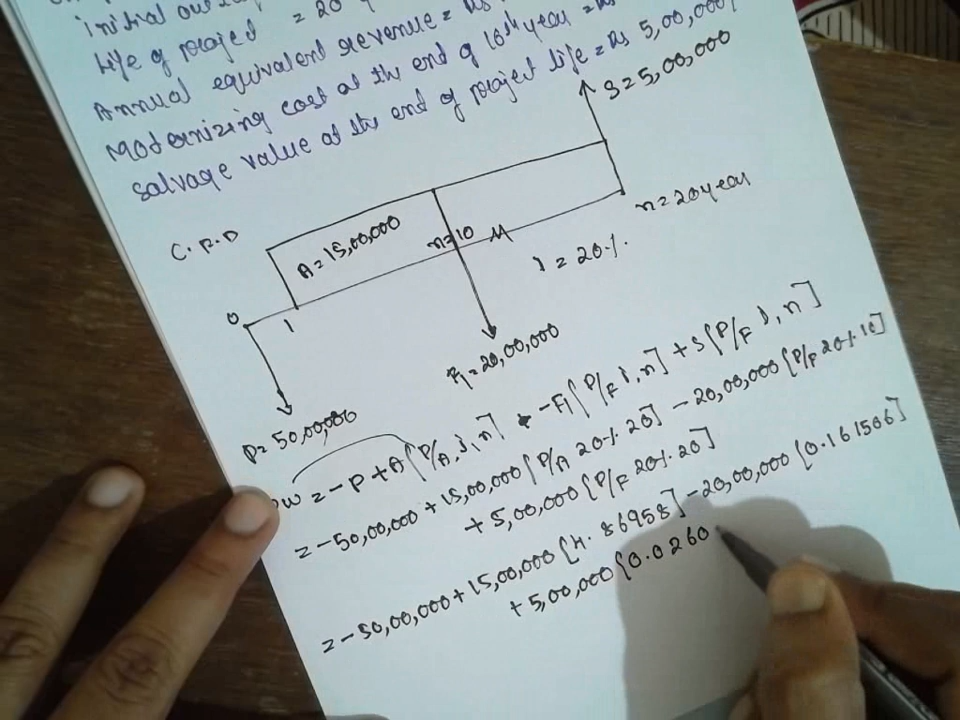 initial
Life of project = 20
Annual equivalent revenue = Rs
Modernizing cost at the end of 10th year = Rs
Salvage value at the end of project life = Rs 5,00,000/
S = 5,00,000
C.F.D
A = 15,00,000
n=10 M
n = 20 year
i = 20%
0 1
F1 = 20,00,000
P = 50,00,000
PW = -P + A [P/A, i, n] - F1 [P/F i, n] + S [P/F i, n]
= -50,00,000 + 15,00,000 [P/A 20% 20] - 20,00,000 [P/F 20% 10]
+ 5,00,000 [P/F 20% 20]
= -50,00,000 + 15,00,000 [4.86958] - 20,00,000 [0.161506]
+ 5,00,000 [0.0260